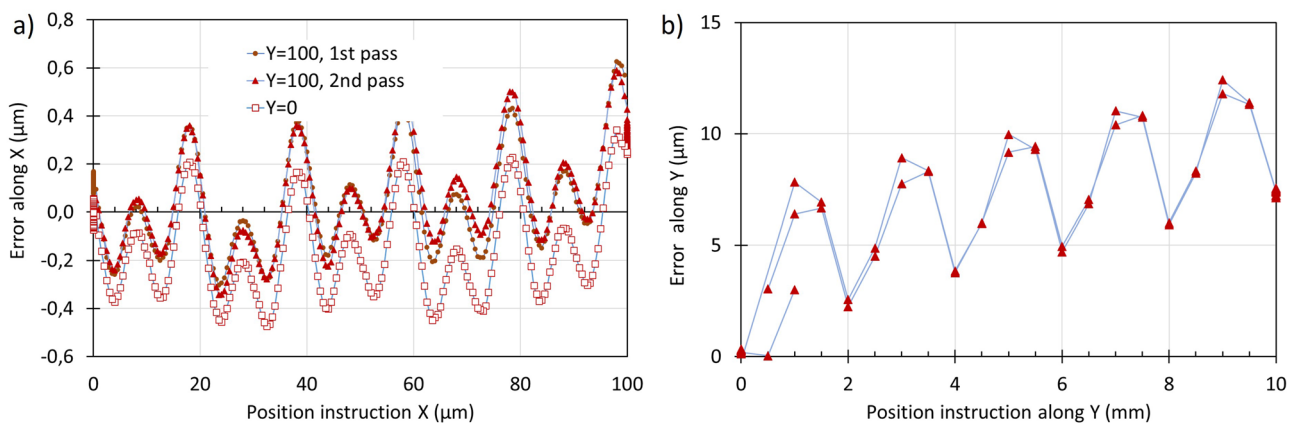 a)
0,8
0,6
0,4
0,2
0,0
-0,2
-0,4
-0,6
Error along X (µm)
Y=100, 1st pass
Y=100, 2nd pass
Y=0
0 20 40 60 80 100
Position instruction X (µm)
b)
15
10
5
0
Error along Y (µm)
0 2 4 6 8 10
Position instruction along Y (mm)